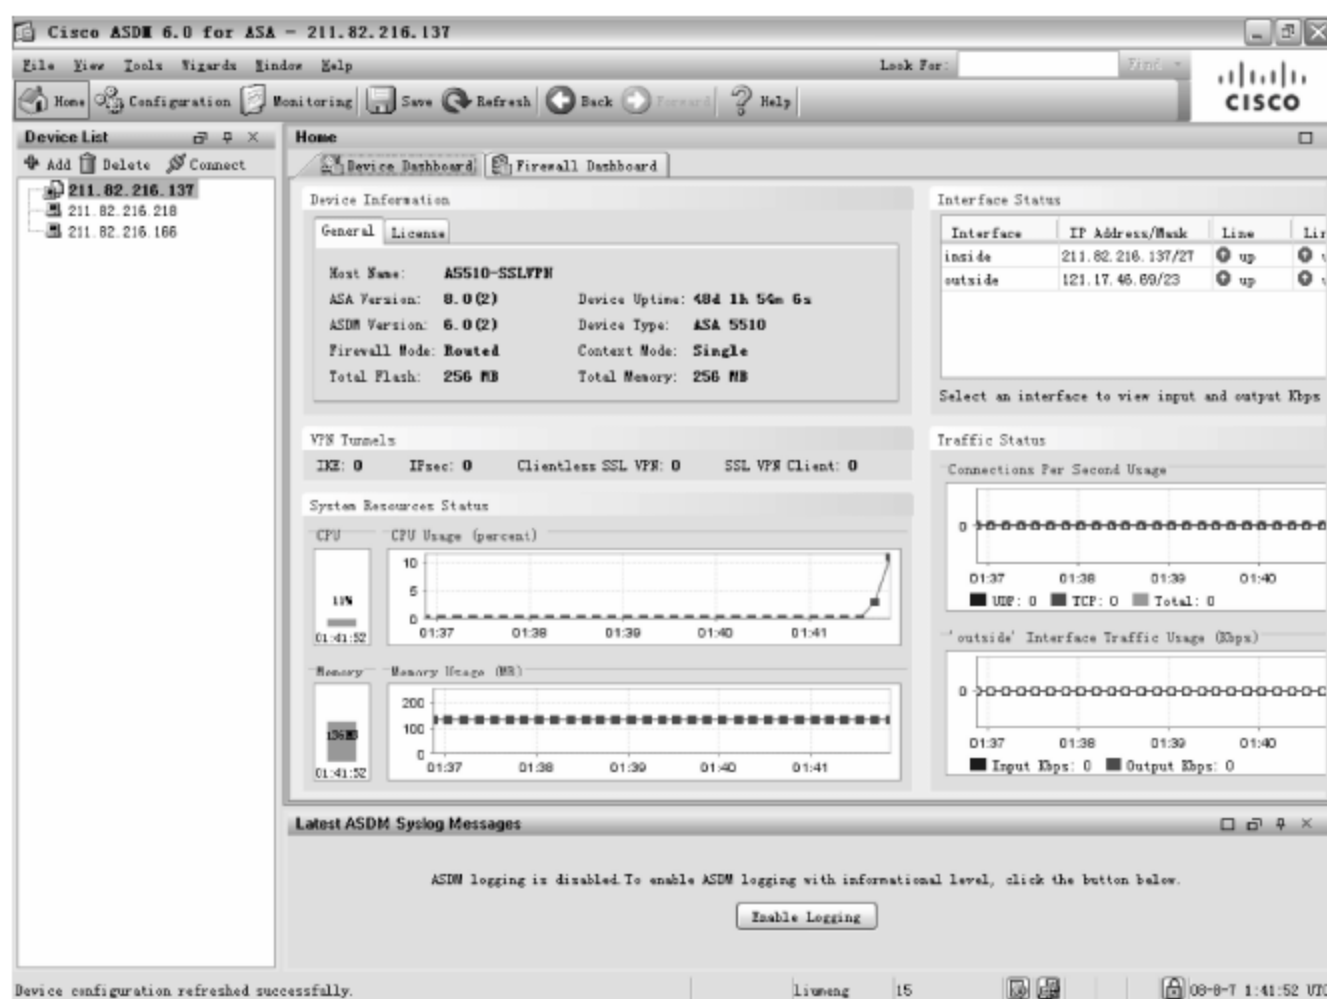 Cisco ASDM 6.0 for ASA - 211.82.216.137
File View Tools Wizards Window Help
Look For:
Find
Home Configuration Monitoring Save Refresh Back Forward Help
CISCO
Device List
Add Delete Connect
211.82.216.137
211.82.216.218
211.82.216.166
Home
Device Dashboard Firewall Dashboard
Device Information
General License
Host Name: A5510-SSLVPN
ASA Version: 8.0(2) Device Uptime: 48d 1h 54m 6s
ASDM Version: 6.0(2) Device Type: ASA 5510
Firewall Mode: Routed Context Mode: Single
Total Flash: 256 MB Total Memory: 256 MB
Interface Status
Interface IP Address/Mask Line
inside 211.82.216.137/27 up
outside 121.17.46.69/23 up
Select an interface to view input and output Kbps
VPN Tunnels
IKE: 0 IPsec: 0 Clientless SSL VPN: 0 SSL VPN Client: 0
System Resources Status
CPU CPU Usage (percent)
10
5
0
11%
01:41:52
01:37 01:38 01:39 01:40 01:41
Memory Memory Usage (MB)
200
100
0
136MB
01:41:52
01:37 01:38 01:39 01:40 01:41
Traffic Status
Connections Per Second Usage
0
01:37 01:38 01:39 01:40
UDP: 0 TCP: 0 Total: 0
'outside' Interface Traffic Usage (Kbps)
0
01:37 01:38 01:39 01:40
Input Kbps: 0 Output Kbps: 0
Latest ASDM Syslog Messages
ASDM logging is disabled.To enable ASDM logging with informational level, click the button below.
Enable Logging
Device configuration refreshed successfully.
liumeng 15
08-8-7 1:41:52 UTC